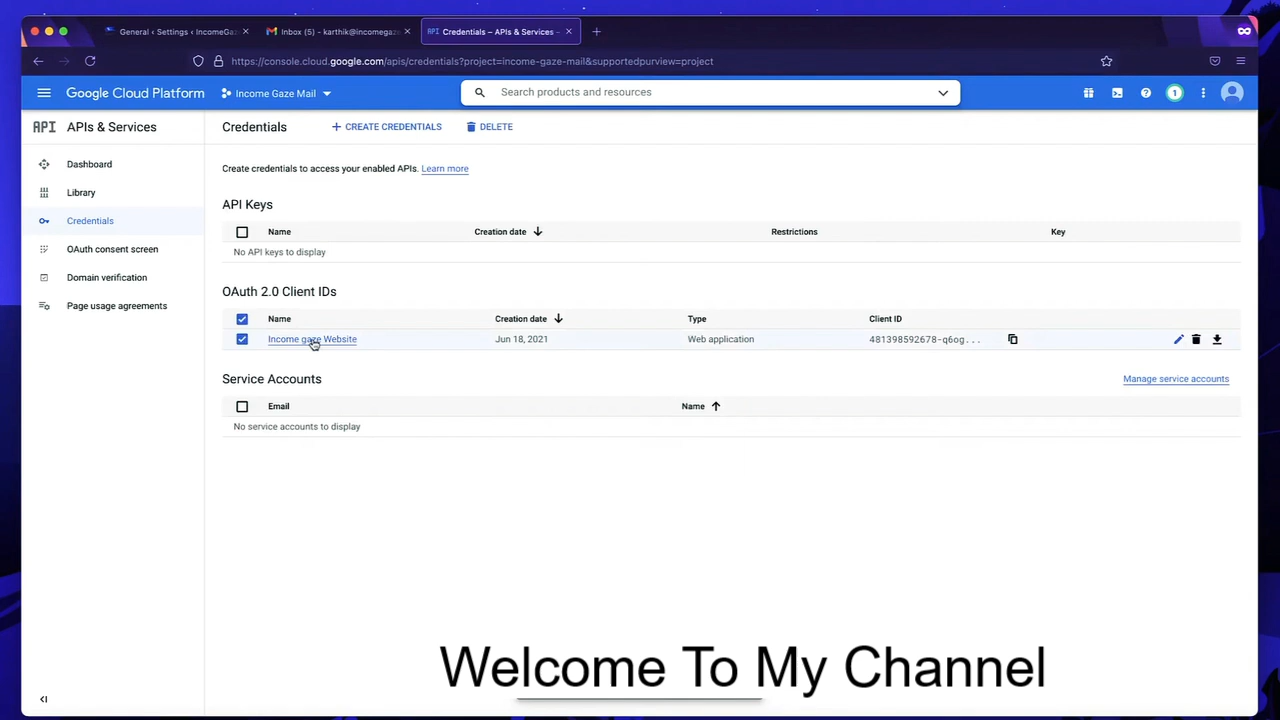 General ‹ Settings ‹ IncomeGaz
Inbox (5) - karthik@incomegaz
API Credentials – APIs & Services –
https://console.cloud.google.com/apis/credentials?project=income-gaze-mail&supportedpurview=project
Google Cloud Platform
Income Gaze Mail
Search products and resources
1
API APIs & Services
Credentials
CREATE CREDENTIALS
DELETE
Dashboard
Library
Credentials
OAuth consent screen
Domain verification
Page usage agreements
Create credentials to access your enabled APIs. Learn more
API Keys
Name Creation date Restrictions Key
No API keys to display
OAuth 2.0 Client IDs
Name Creation date Type Client ID
Income gaze Website Jun 18, 2021 Web application 481398592678-q6og...
Service Accounts
Manage service accounts
Email Name
No service accounts to display
Welcome To My Channel